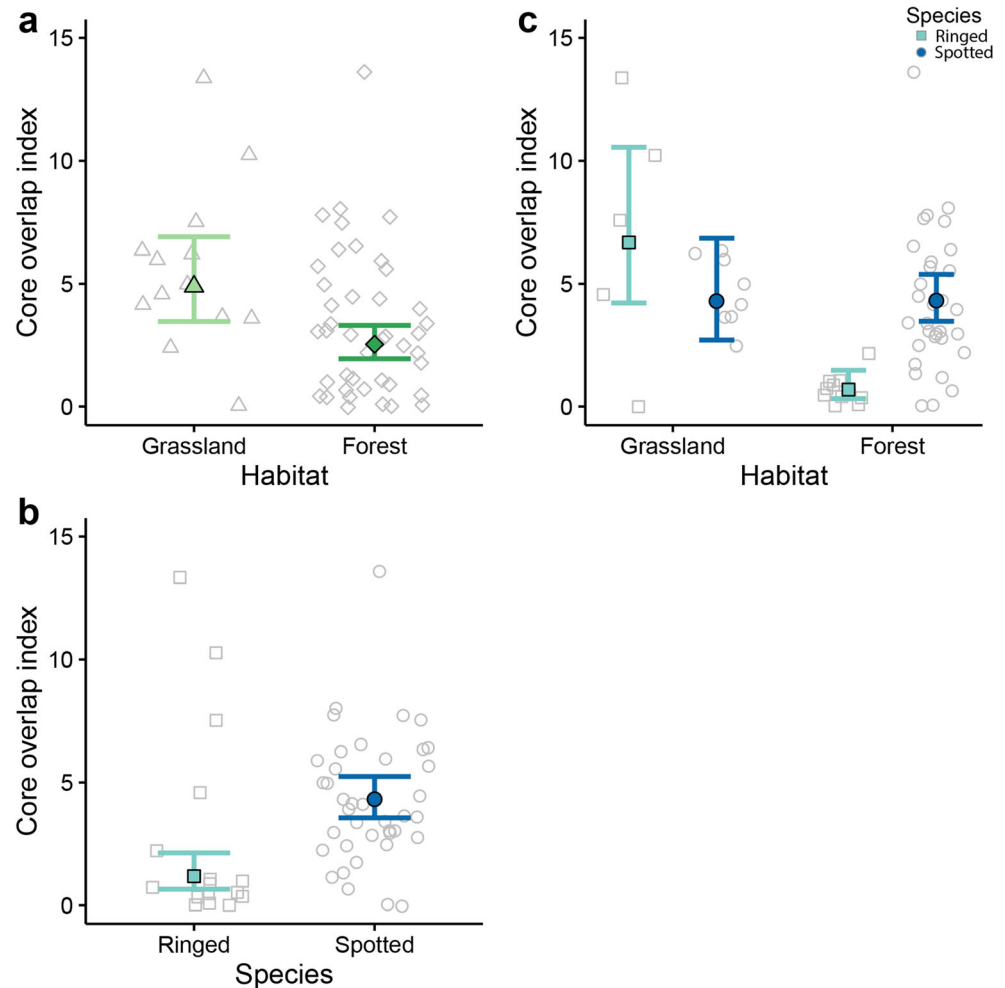 a
15
10
5
0
Core overlap index
Grassland Forest
Habitat
c
Species
Ringed
Spotted
15
10
5
0
Core overlap index
Grassland Forest
Habitat
b
15
10
5
0
Core overlap index
Ringed Spotted
Species